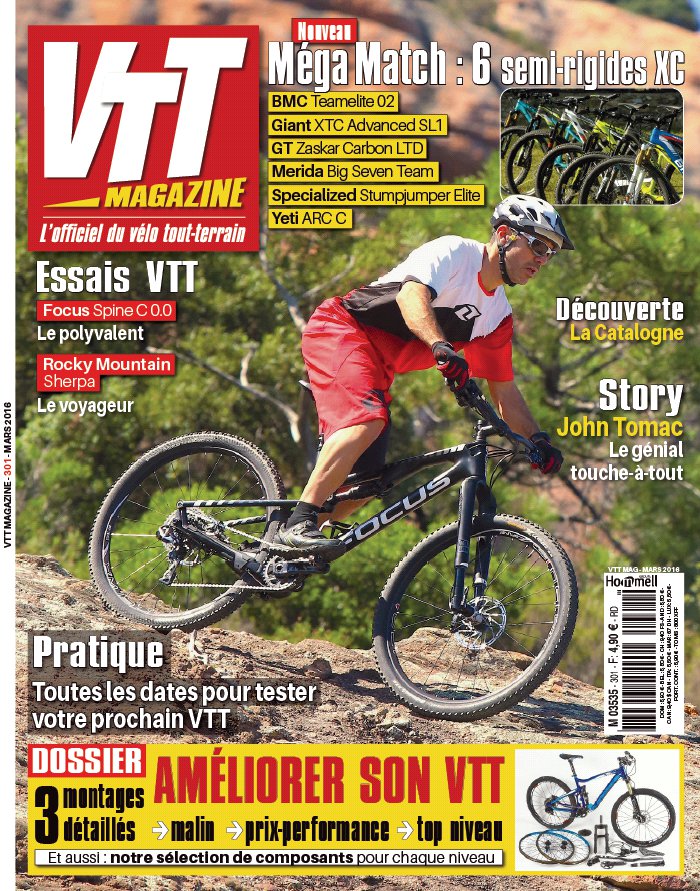 VTT
MAGAZINE
L'officiel du vélo tout-terrain
Nouveau
Méga Match : 6 semi-rigides XC
BMC Teamelite 02
Giant XTC Advanced SL1
GT Zaskar Carbon LTD
Merida Big Seven Team
Specialized Stumpjumper Elite
Yeti ARC C
Essais VTT
Focus Spine C 0.0
Le polyvalent
Rocky Mountain
Sherpa
Le voyageur
Découverte
La Catalogne
Story
John Tomac
Le génial
touche-à-tout
VTT MAGAZINE - 301 - MARS 2016
FOCUS
VTT MAG - MARS 2016
Hommell
M 03535 - 301 - F: 4,90 € - RD
Pratique
Toutes les dates pour tester
votre prochain VTT
DOSSIER
3 montages
détaillés
AMÉLIORER SON VTT
→ malin → prix-performance → top niveau
Et aussi : notre sélection de composants pour chaque niveau